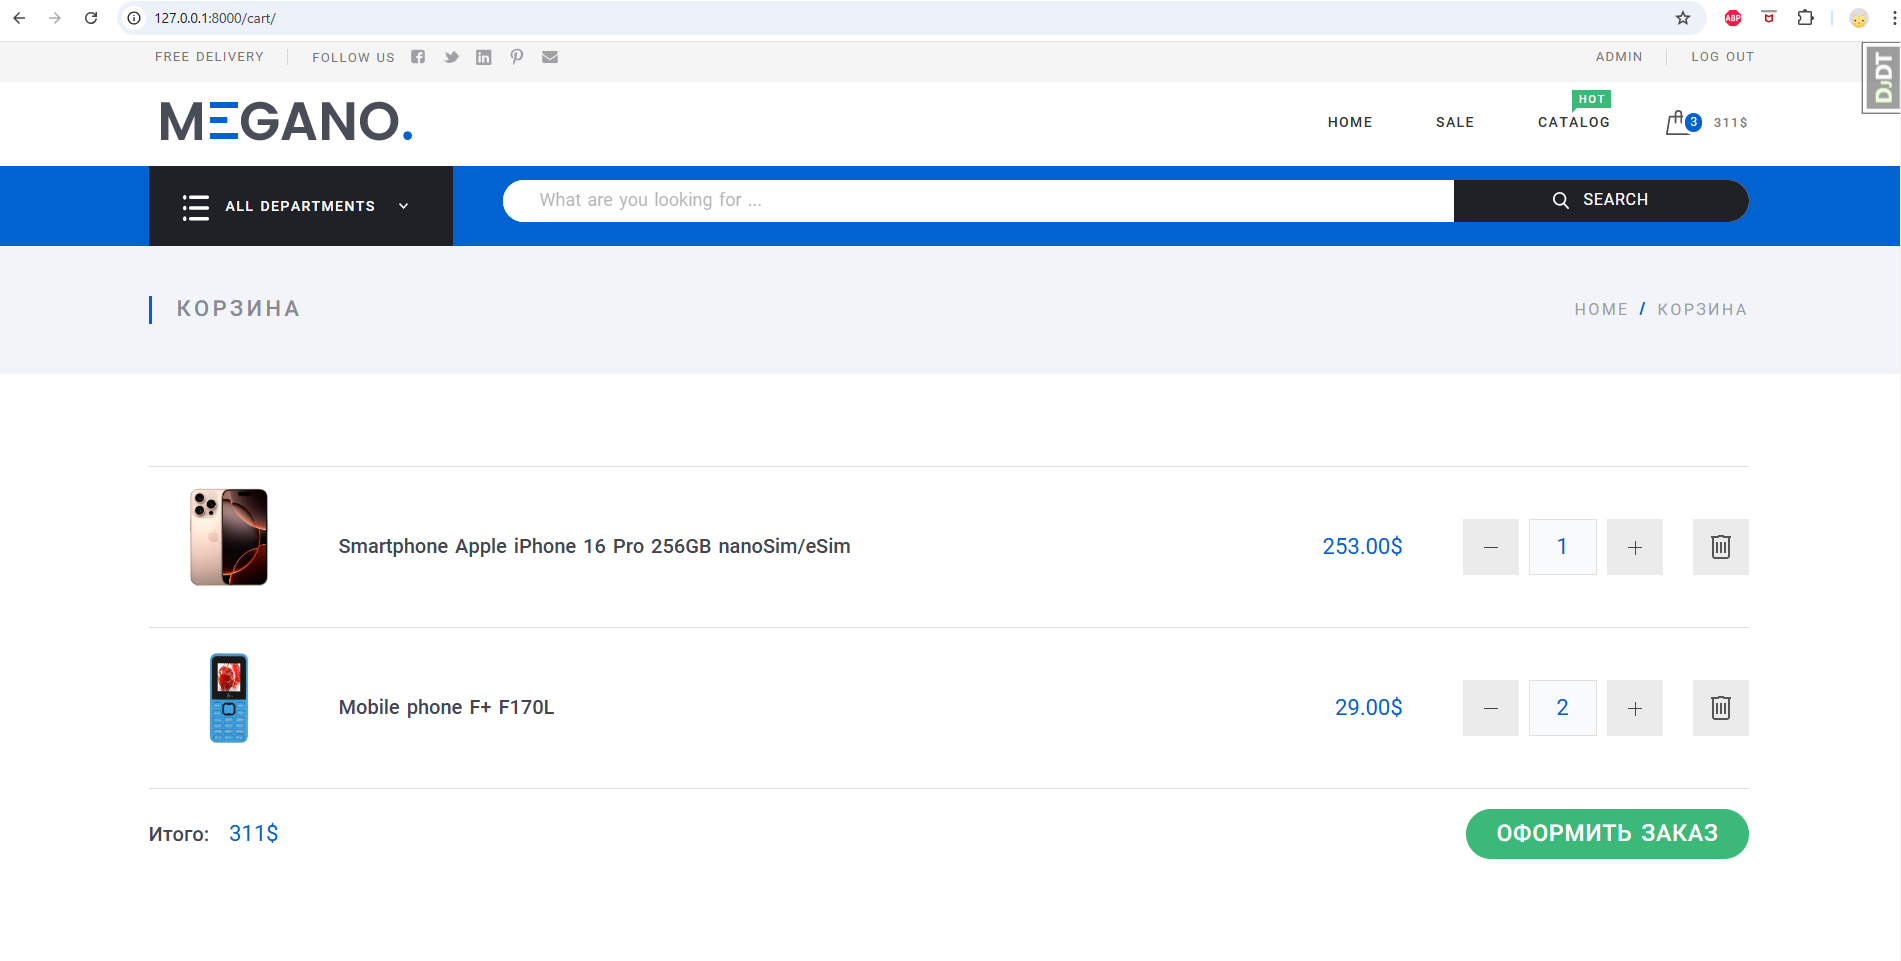 127.0.0.1:8000/cart/
ABP
FREE DELIVERY FOLLOW US ADMIN LOG OUT
DJDT
MEGANO.
HOT
HOME SALE CATALOG 3 311$
ALL DEPARTMENTS What are you looking for ... SEARCH
КОРЗИНА HOME / КОРЗИНА
Smartphone Apple iPhone 16 Pro 256GB nanoSim/eSim 253.00$ — 1 +
Mobile phone F+ F170L 29.00$ — 2 +
Итого: 311$ ОФОРМИТЬ ЗАКАЗ